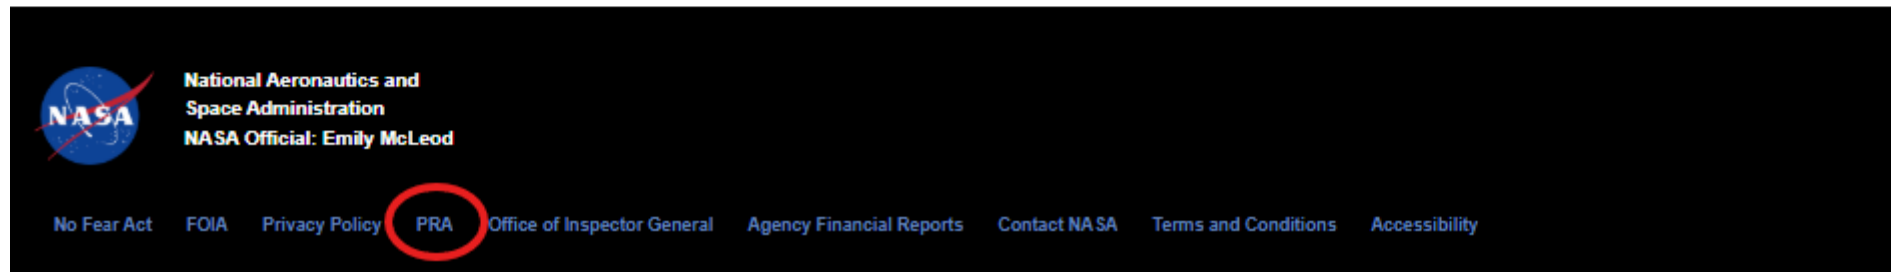 NASA
National Aeronautics and
Space Administration
NASA Official: Emily McLeod
No Fear Act FOIA Privacy Policy PRA Office of Inspector General Agency Financial Reports Contact NASA Terms and Conditions Accessibility